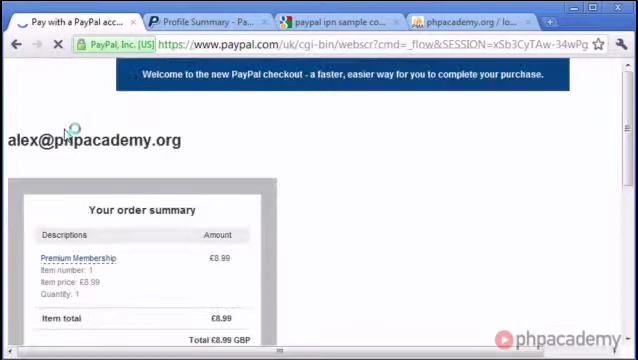 Pay with a PayPal acc...
Profile Summary - Pa...
paypal ipn sample co...
phpacademy.org / lo...
PayPal, Inc. [US]
https://www.paypal.com/uk/cgi-bin/webscr?cmd=_flow&SESSION=xSb3CyTAw-34wPg
Welcome to the new PayPal checkout - a faster, easier way for you to complete your purchase.
alex@phpacademy.org
Your order summary
Descriptions Amount
Premium Membership £8.99
Item number: 1
Item price: £8.99
Quantity: 1
Item total £8.99
Total £8.99 GBP
phpacademy